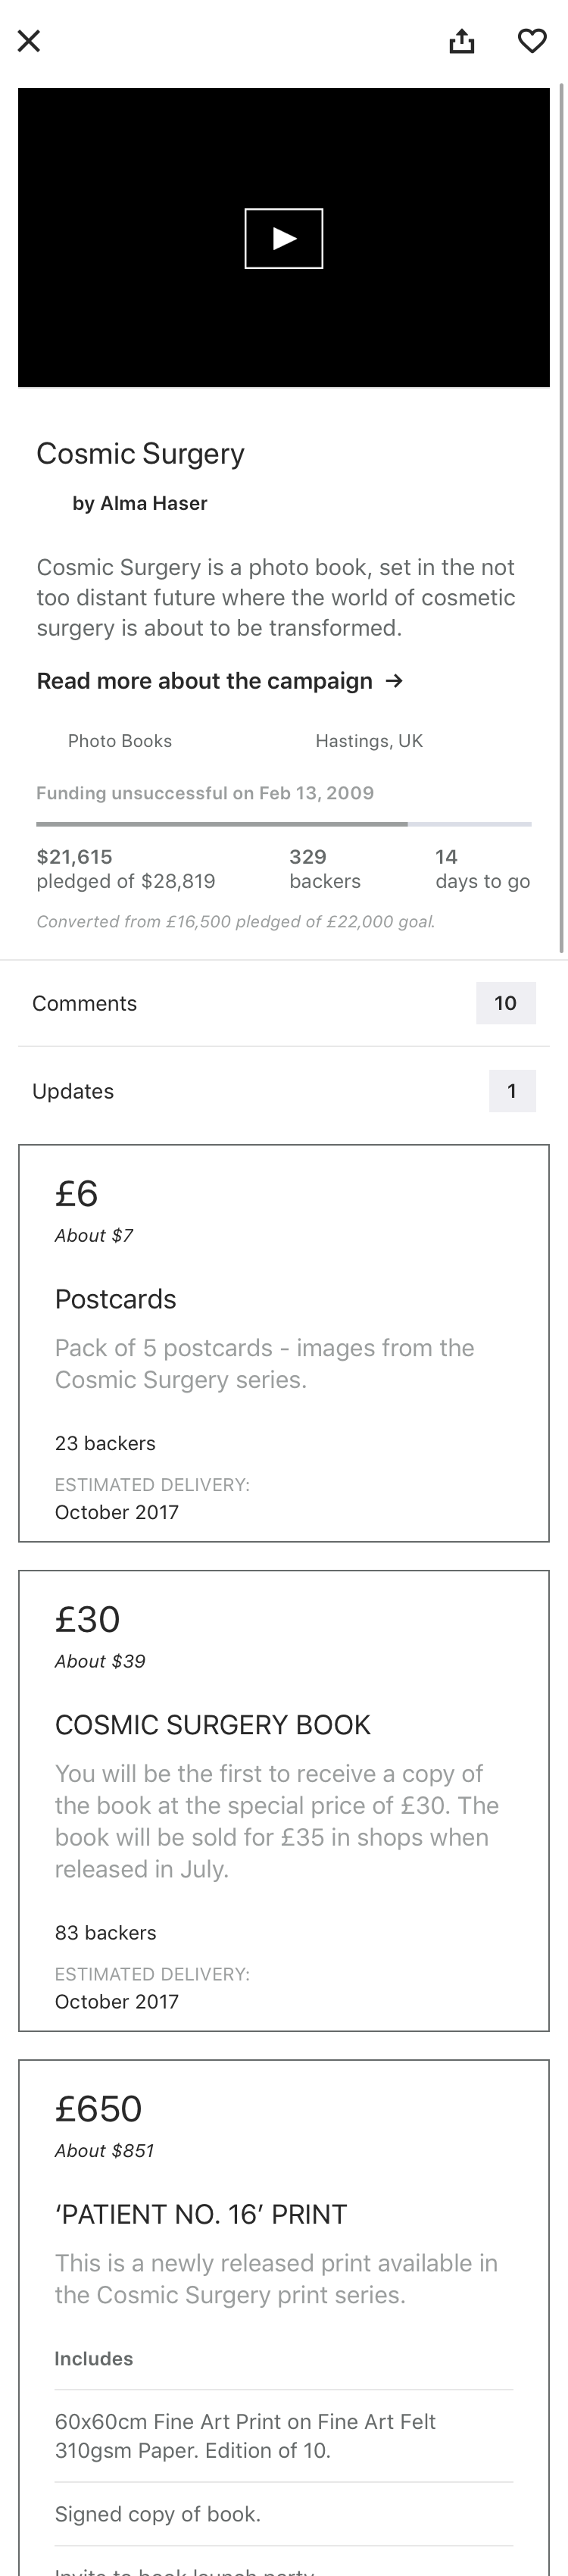 Cosmic Surgery
by Alma Haser
Cosmic Surgery is a photo book, set in the not
too distant future where the world of cosmetic
surgery is about to be transformed.
Read more about the campaign →
Photo Books
Hastings, UK
Funding unsuccessful on Feb 13, 2009
$21,615
pledged of $28,819
329
backers
14
days to go
Converted from £16,500 pledged of £22,000 goal.
Comments
10
Updates
1
£6
About $7
Postcards
Pack of 5 postcards - images from the
Cosmic Surgery series.
23 backers
ESTIMATED DELIVERY:
October 2017
£30
About $39
COSMIC SURGERY BOOK
You will be the first to receive a copy of
the book at the special price of £30. The
book will be sold for £35 in shops when
released in July.
83 backers
ESTIMATED DELIVERY:
October 2017
£650
About $851
‘PATIENT NO. 16’ PRINT
This is a newly released print available in
the Cosmic Surgery print series.
Includes
60x60cm Fine Art Print on Fine Art Felt
310gsm Paper. Edition of 10.
Signed copy of book.
Invite to book launch party